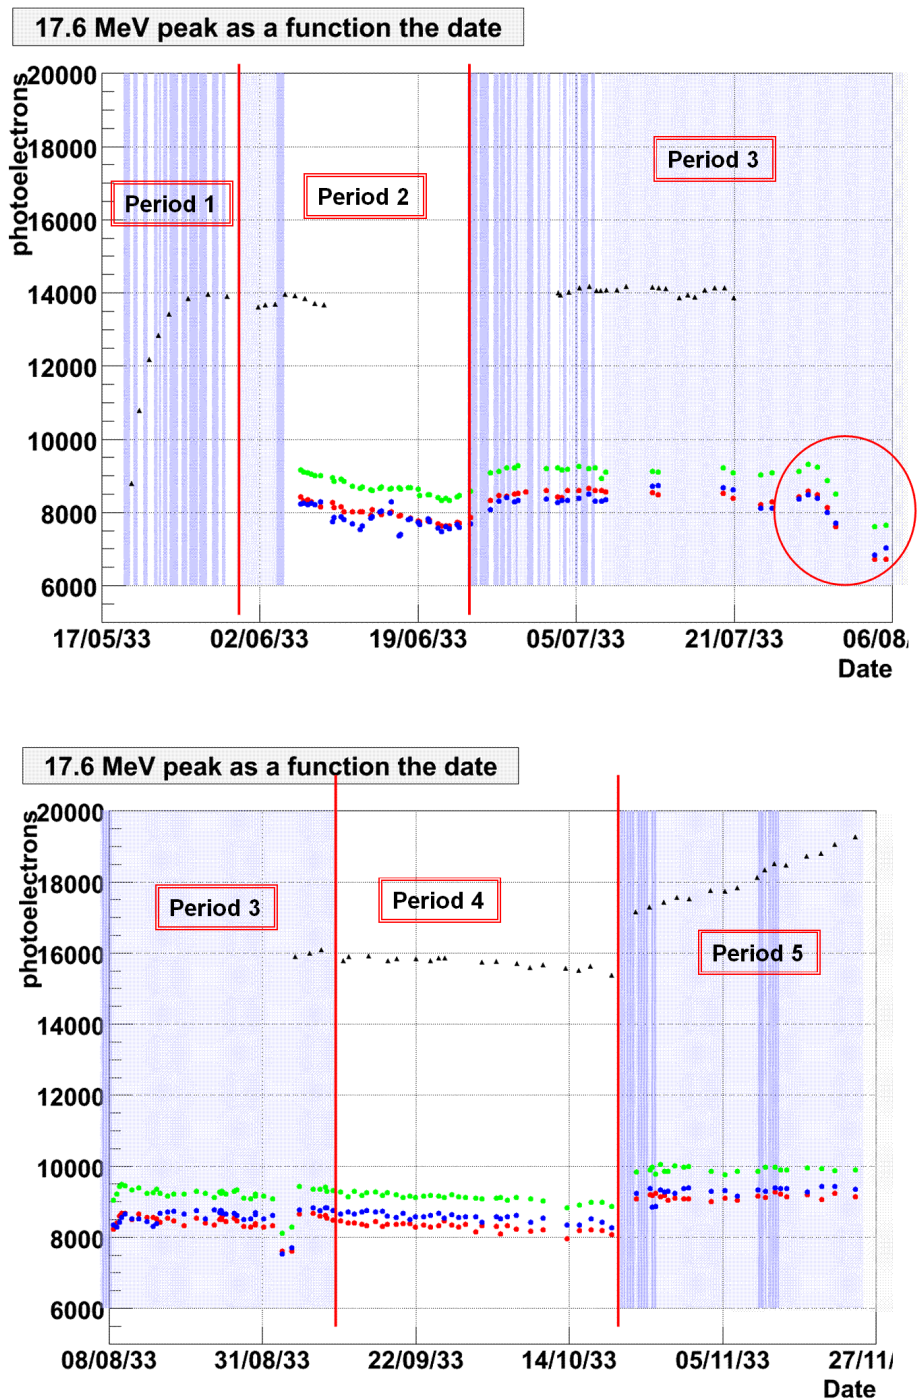 17.6 MeV peak as a function the date
photoelectrons
20000
18000
16000
14000
12000
10000
8000
6000
Period 1
Period 2
Period 3
17/05/33 02/06/33 19/06/33 05/07/33 21/07/33 06/08/
Date
17.6 MeV peak as a function the date
photoelectrons
20000
18000
16000
14000
12000
10000
8000
6000
Period 3
Period 4
Period 5
08/08/33 31/08/33 22/09/33 14/10/33 05/11/33 27/11/
Date